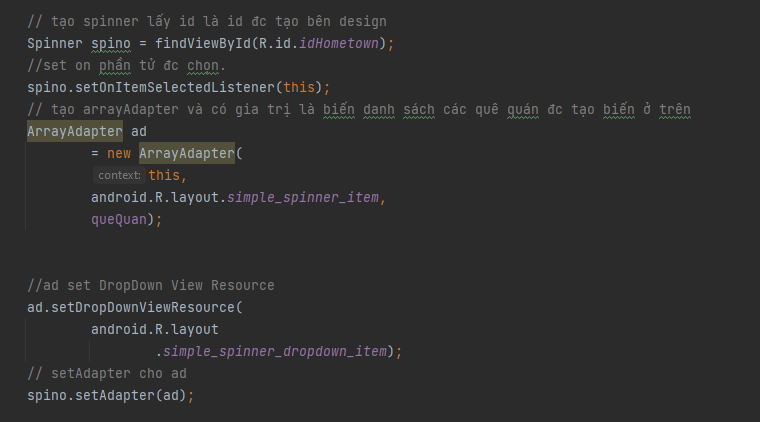 // tạo spinner lấy id là id đc tạo bên design
Spinner spino = findViewById(R.id.idHometown);
//set on phần tử đc chọn.
spino.setOnItemSelectedListener(this);
// tạo arrayAdapter và có gia trị là biến danh sách các quê quán đc tạo biến ở trên
ArrayAdapter ad
= new ArrayAdapter(
context: this,
android.R.layout.simple_spinner_item,
queQuan);
//ad set DropDown View Resource
ad.setDropDownViewResource(
android.R.layout
.simple_spinner_dropdown_item);
// setAdapter cho ad
spino.setAdapter(ad);